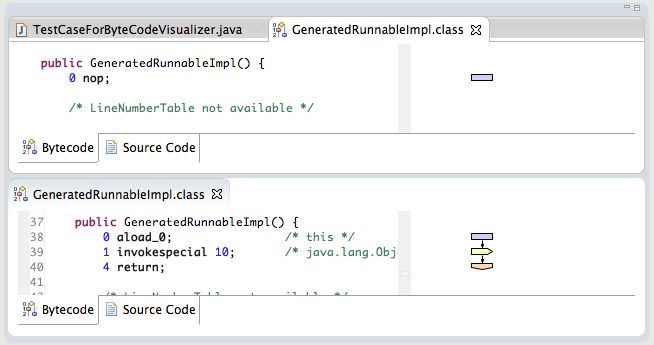 TestCaseForByteCodeVisualizer.java
GeneratedRunnableImpl.class
public GeneratedRunnableImpl() {
0 nop;
/* LineNumberTable not available */
Bytecode
Source Code
GeneratedRunnableImpl.class
37 public GeneratedRunnableImpl() {
38 0 aload_0; /* this */
39 1 invokespecial 10; /* java.lang.Obj
40 4 return;
41
Bytecode
Source Code